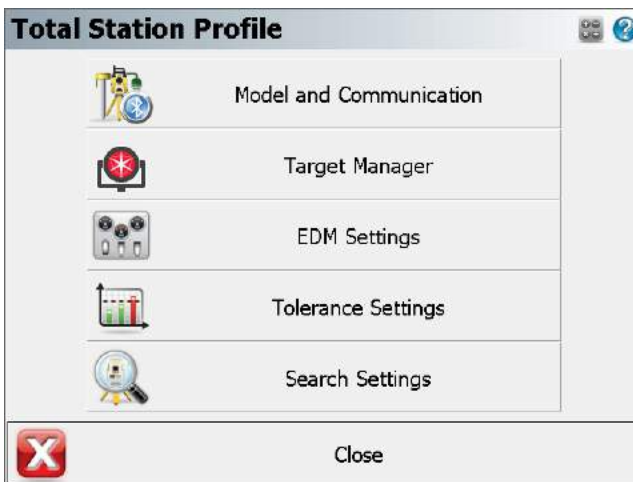 Total Station Profile
Model and Communication
Target Manager
EDM Settings
Tolerance Settings
Search Settings
Close